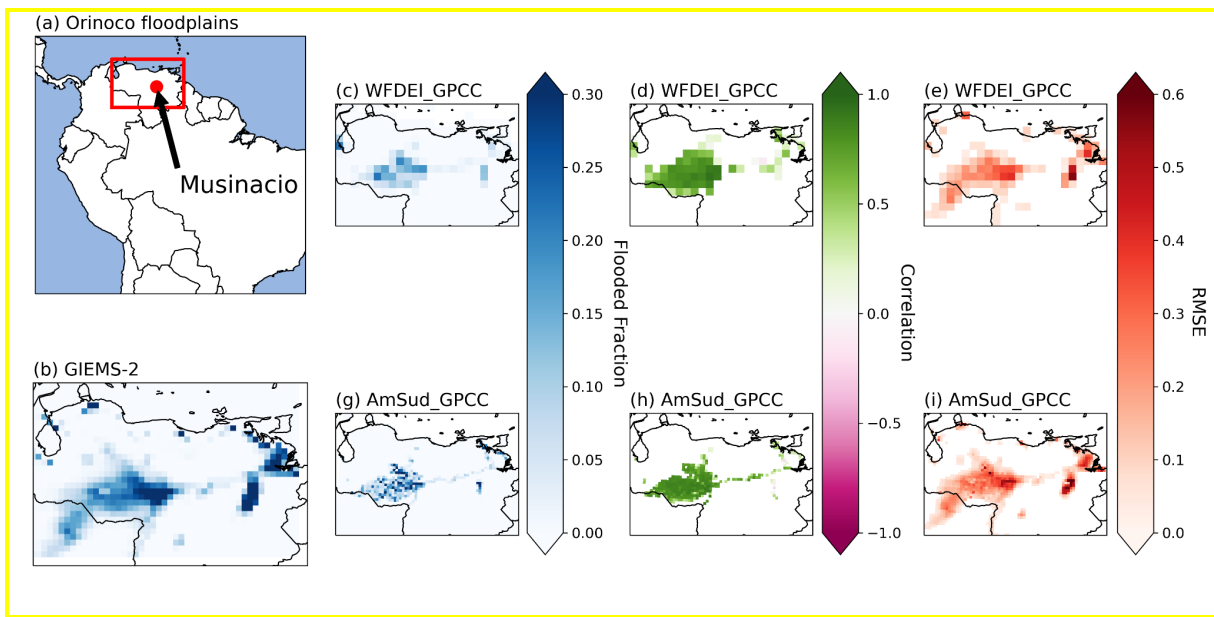 (a) Orinoco floodplains
Musinacio
(b) GIEMS-2
(c) WFDEI_GPCC
(g) AmSud_GPCC
0.30
0.25
0.20
0.15
0.10
0.05
0.00
Flooded Fraction
(d) WFDEI_GPCC
(h) AmSud_GPCC
1.0
0.5
0.0
−0.5
−1.0
Correlation
(e) WFDEI_GPCC
(i) AmSud_GPCC
0.6
0.5
0.4
0.3
0.2
0.1
0.0
RMSE